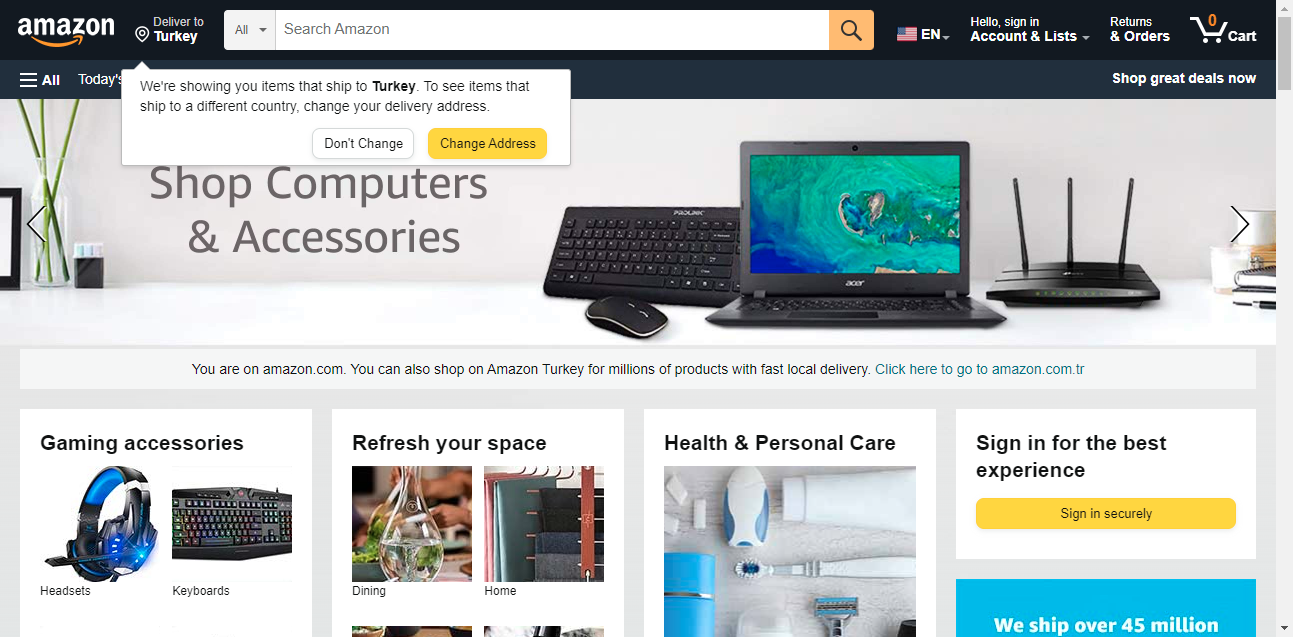 amazon
Deliver to
Turkey
All
Search Amazon
EN
Hello, sign in
Account & Lists
Returns
& Orders
0
Cart
All
Today's
Shop great deals now
We're showing you items that ship to Turkey. To see items that
ship to a different country, change your delivery address.
Don't Change
Change Address
Shop Computers
& Accessories
PROLINK
acer
You are on amazon.com. You can also shop on Amazon Turkey for millions of products with fast local delivery. Click here to go to amazon.com.tr
Gaming accessories
Headsets
Keyboards
Refresh your space
Dining
Home
Health & Personal Care
Sign in for the best
experience
Sign in securely
We ship over 45 million